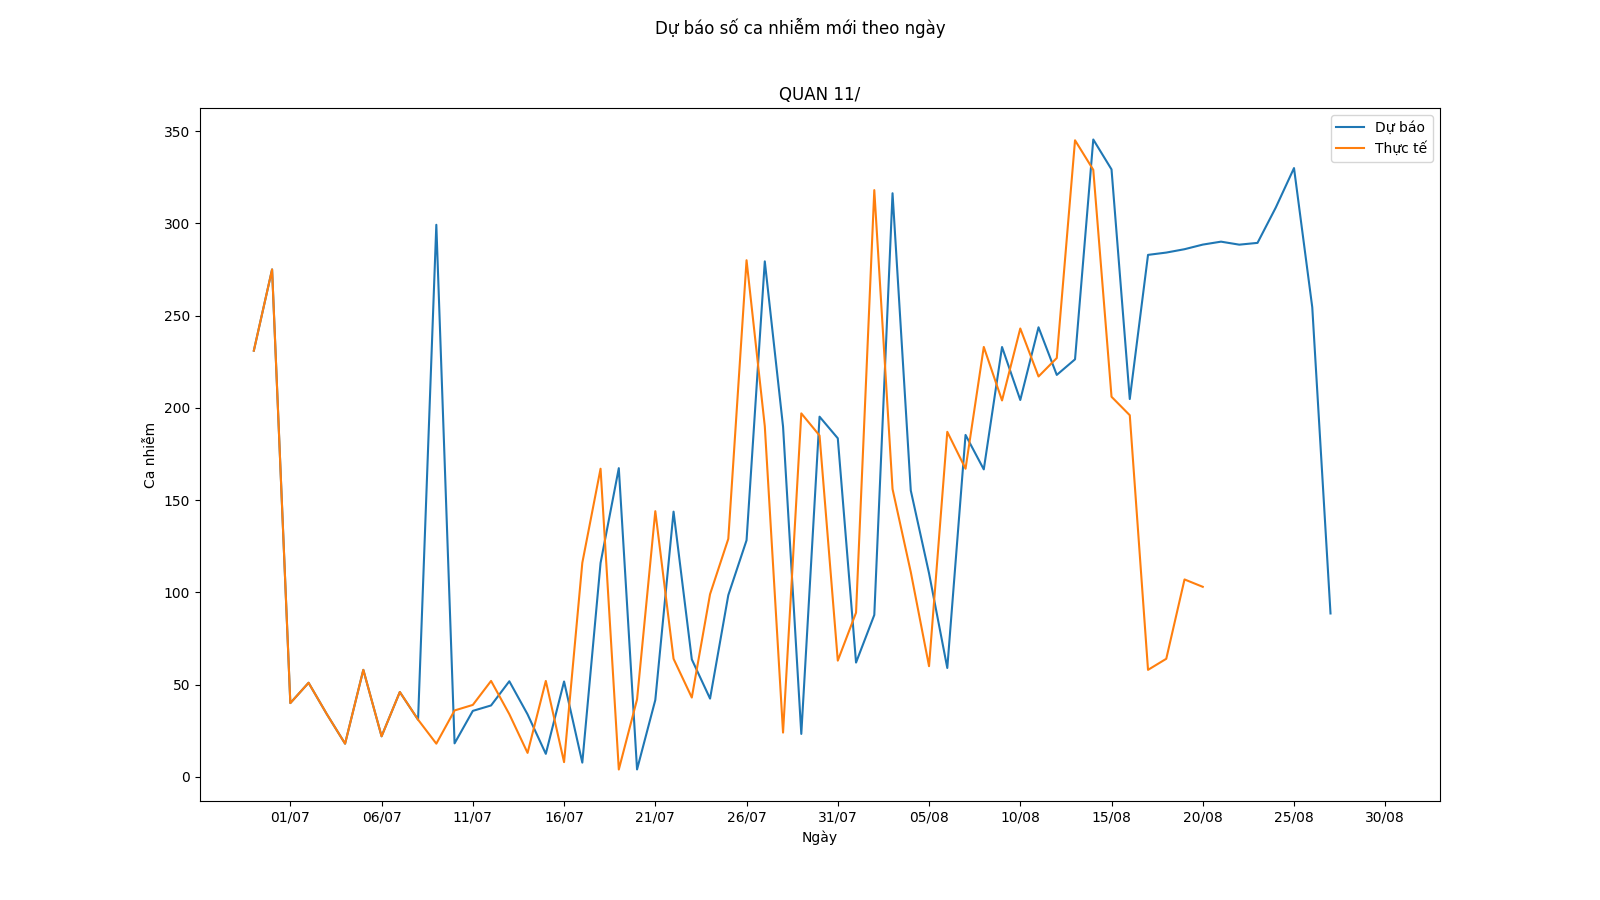 Dự báo số ca nhiễm mới theo ngày
QUAN 11/
Dự báo
Thực tế
350
300
250
200
150
100
50
0
Ca nhiễm
01/07 06/07 11/07 16/07 21/07 26/07 31/07 05/08 10/08 15/08 20/08 25/08 30/08
Ngày